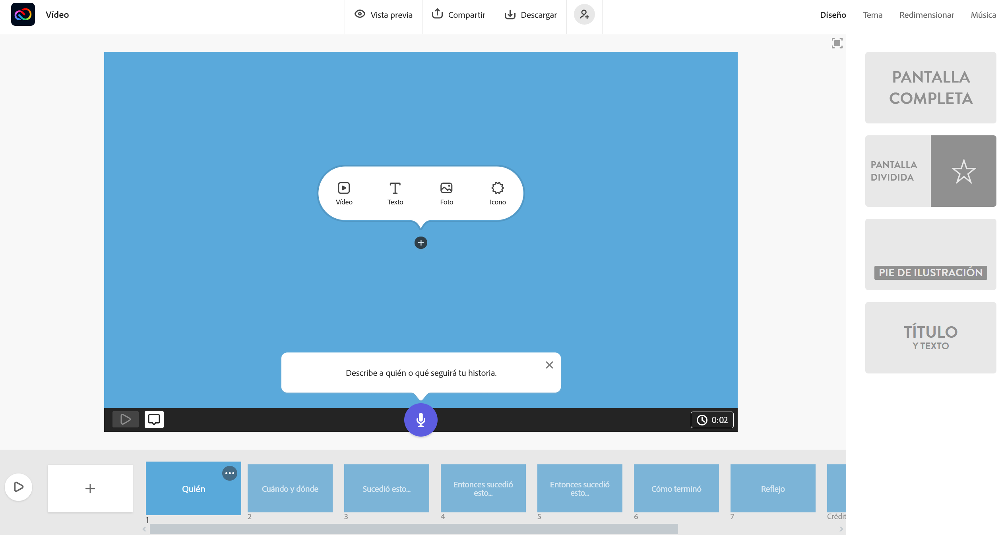 Vídeo
Vista previa
Compartir
Descargar
Diseño
Tema
Redimensionar
Música
Vídeo
Texto
Foto
Icono
Describe a quién o qué seguirá tu historia.
0:02
PANTALLA
COMPLETA
PANTALLA
DIVIDIDA
PIE DE ILUSTRACIÓN
TÍTULO
Y TEXTO
Quién
1
Cuándo y dónde
2
Sucedió esto...
3
Entonces sucedió
esto...
4
Entonces sucedió
esto...
5
Cómo terminó
6
Reflejo
7
Crédit